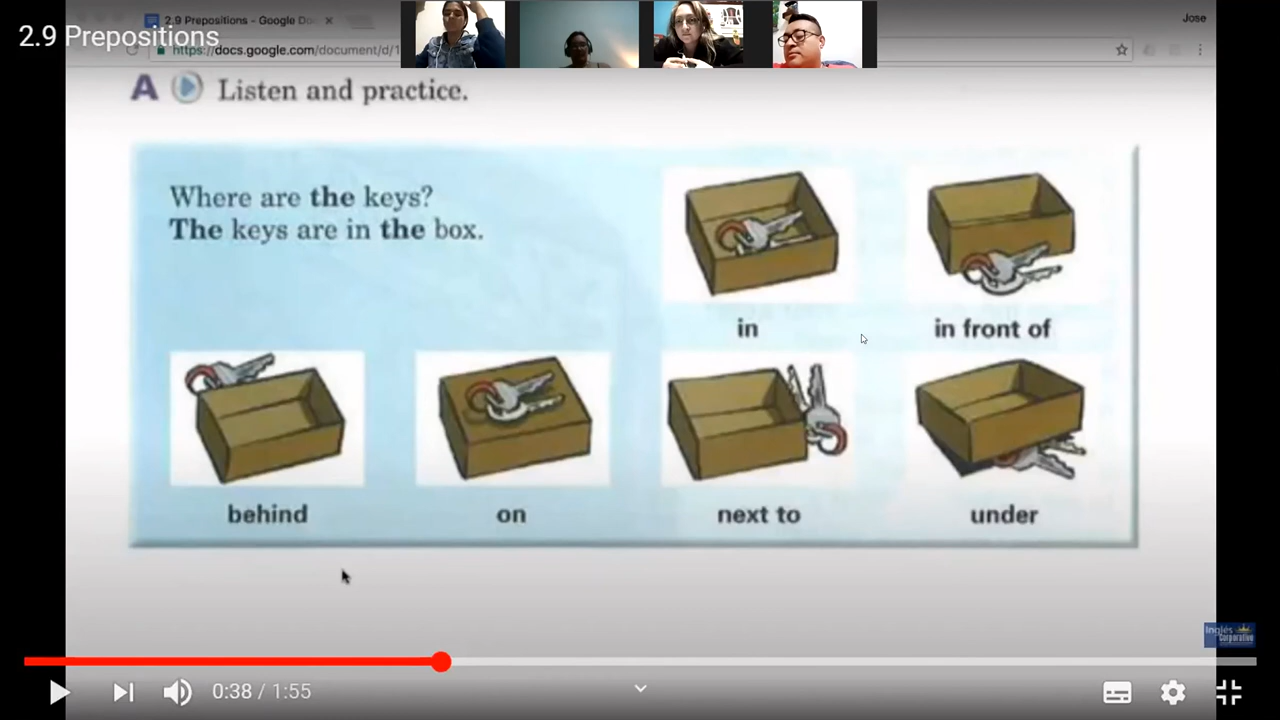 2.9 Prepositions - Google Do
Jose
2.9 Prepositions
https://docs.google.com/document/d/1
A Listen and practice.
Where are the keys?
The keys are in the box.
in
in front of
behind
on
next to
under
Inglés
Corporativo
0:38 / 1:55